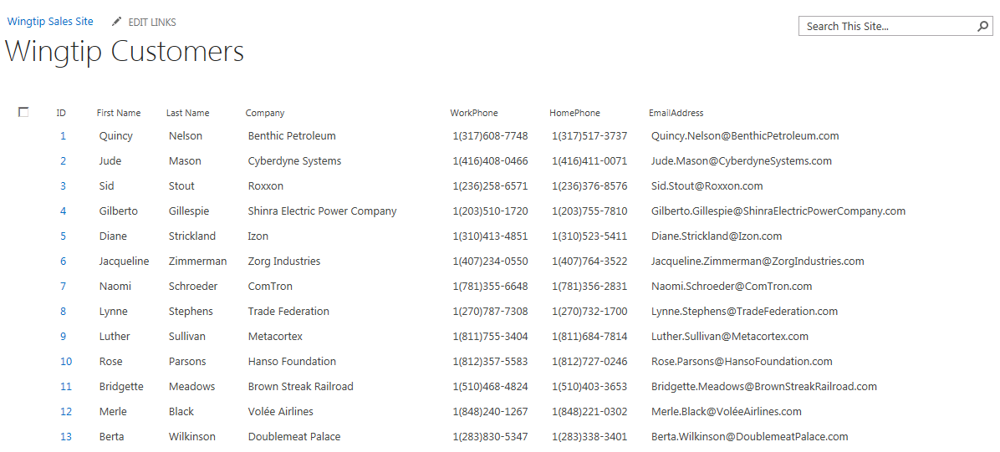 Wingtip Sales Site EDIT LINKS
Search This Site...
Wingtip Customers
ID First Name Last Name Company WorkPhone HomePhone EmailAddress
1 Quincy Nelson Benthic Petroleum 1(317)608-7748 1(317)517-3737 Quincy.Nelson@BenthicPetroleum.com
2 Jude Mason Cyberdyne Systems 1(416)408-0466 1(416)411-0071 Jude.Mason@CyberdyneSystems.com
3 Sid Stout Roxxon 1(236)258-6571 1(236)376-8576 Sid.Stout@Roxxon.com
4 Gilberto Gillespie Shinra Electric Power Company 1(203)510-1720 1(203)755-7810 Gilberto.Gillespie@ShinraElectricPowerCompany.com
5 Diane Strickland Izon 1(310)413-4851 1(310)523-5411 Diane.Strickland@Izon.com
6 Jacqueline Zimmerman Zorg Industries 1(407)234-0550 1(407)764-3522 Jacqueline.Zimmerman@ZorgIndustries.com
7 Naomi Schroeder ComTron 1(781)355-6648 1(781)356-2831 Naomi.Schroeder@ComTron.com
8 Lynne Stephens Trade Federation 1(270)787-7308 1(270)732-1700 Lynne.Stephens@TradeFederation.com
9 Luther Sullivan Metacortex 1(811)755-3404 1(811)684-7814 Luther.Sullivan@Metacortex.com
10 Rose Parsons Hanso Foundation 1(812)357-5583 1(812)727-0246 Rose.Parsons@HansoFoundation.com
11 Bridgette Meadows Brown Streak Railroad 1(510)468-4824 1(510)403-3653 Bridgette.Meadows@BrownStreakRailroad.com
12 Merle Black Volée Airlines 1(848)240-1267 1(848)221-0302 Merle.Black@VoléeAirlines.com
13 Berta Wilkinson Doublemeat Palace 1(283)830-5347 1(283)338-3401 Berta.Wilkinson@DoublemeatPalace.com